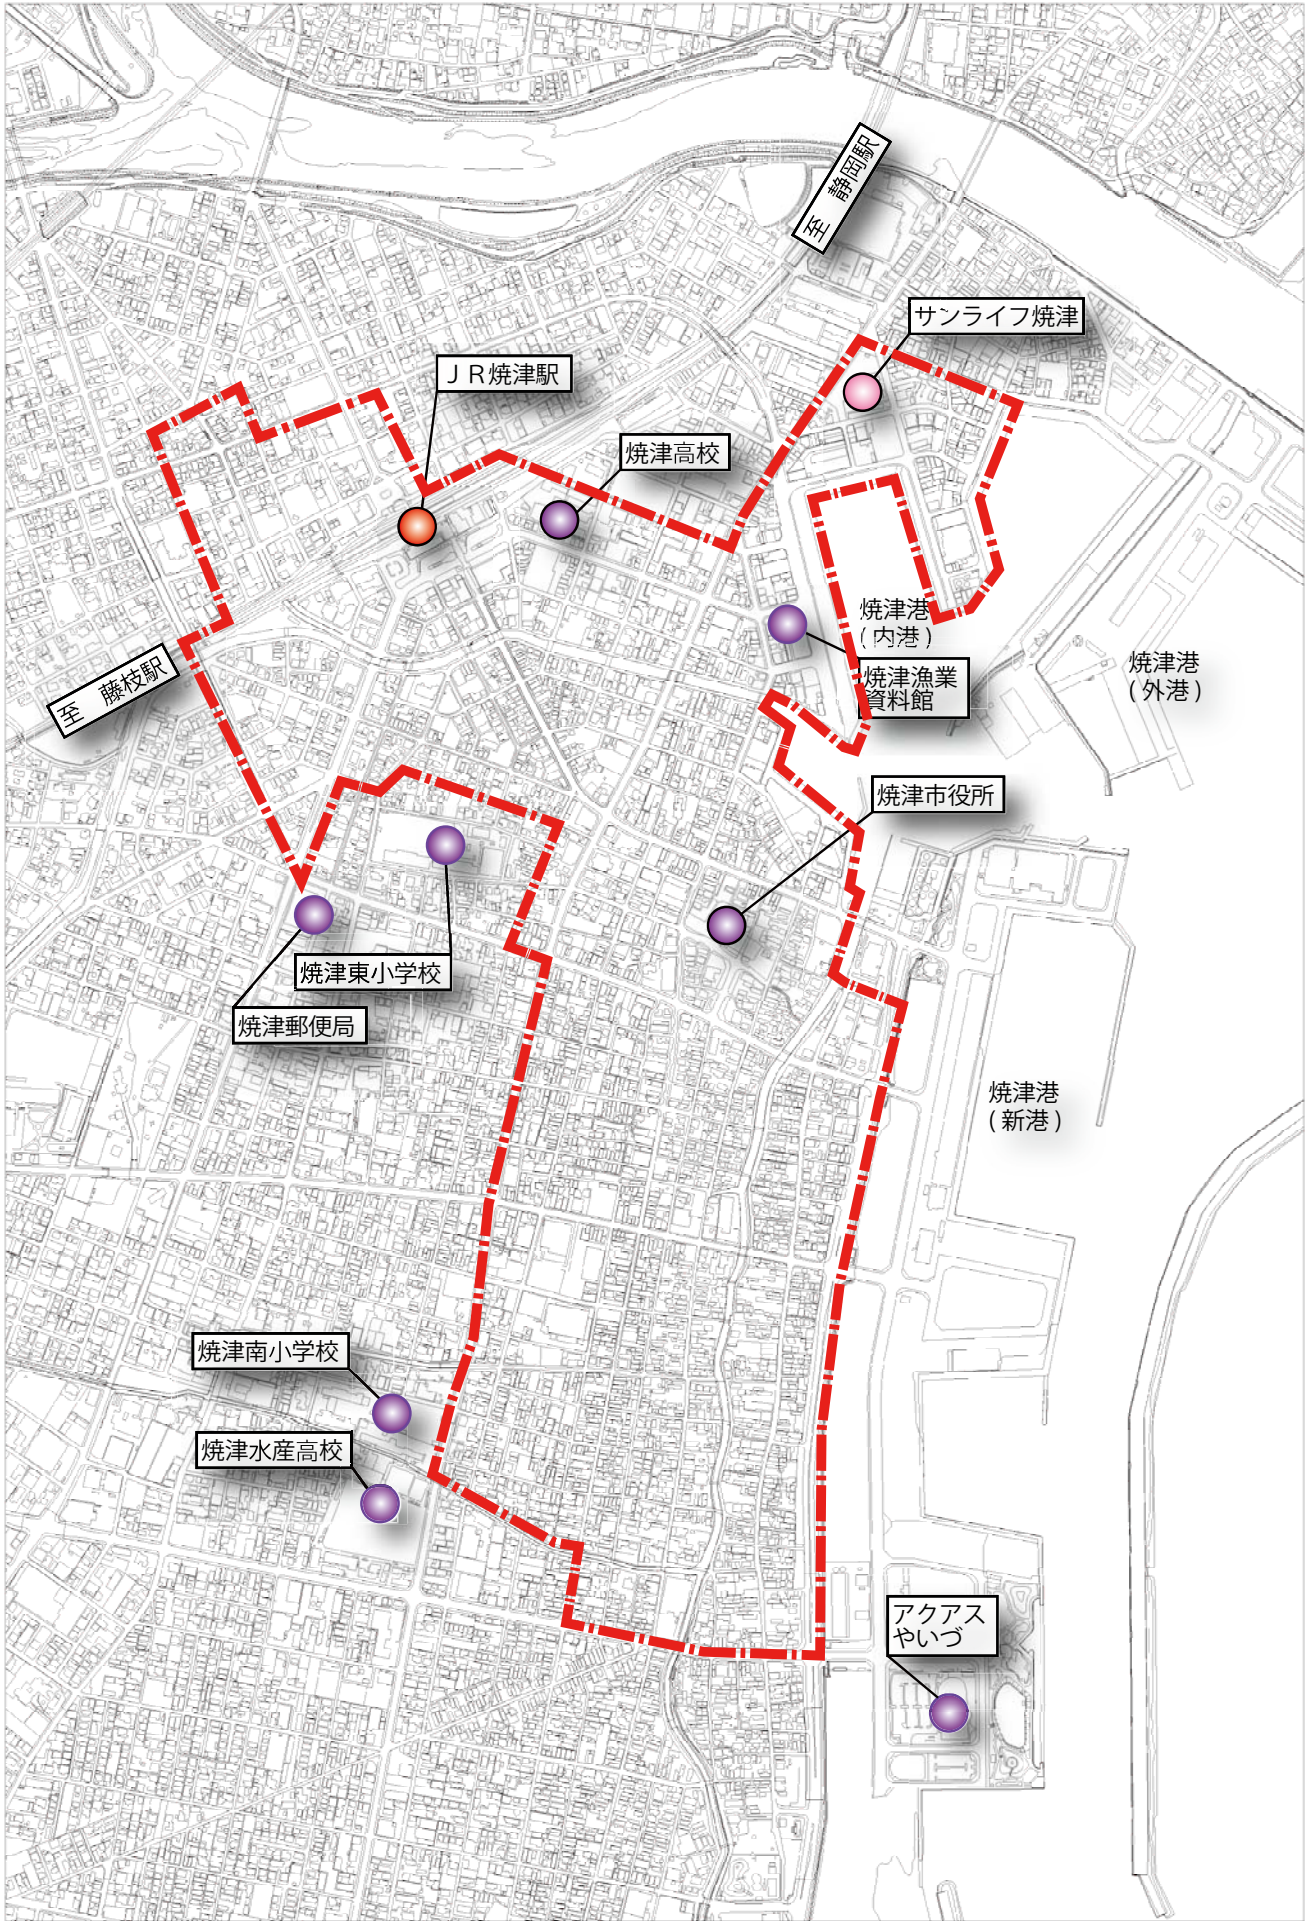 至　静岡駅
サンライフ焼津
ＪＲ焼津駅
焼津高校
焼津港
(内港)
焼津漁業
資料館
焼津港
(外港)
至　藤枝駅
焼津市役所
焼津東小学校
焼津郵便局
焼津港
(新港)
焼津南小学校
焼津水産高校
アクアス
やいづ